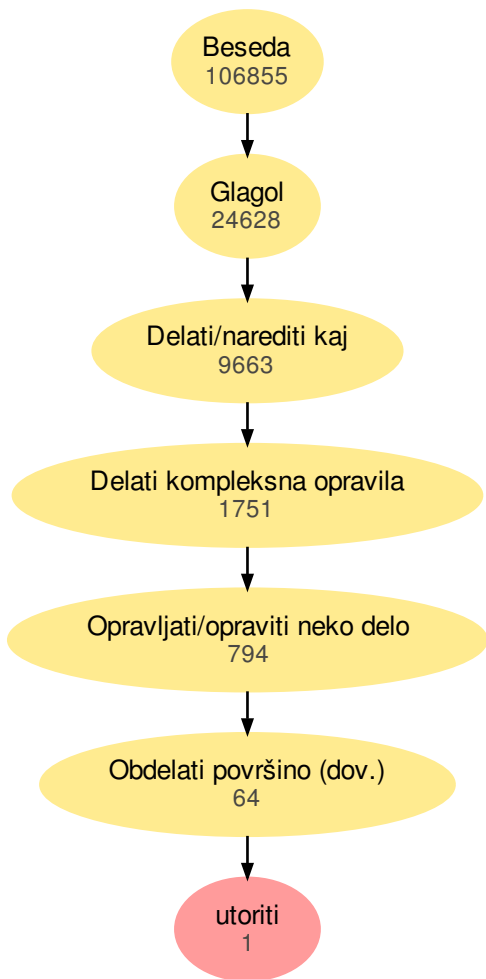 Beseda
106855
Glagol
24628
Delati/narediti kaj
9663
Delati kompleksna opravila
1751
Opravljati/opraviti neko delo
794
Obdelati površino (dov.)
64
utoriti
1